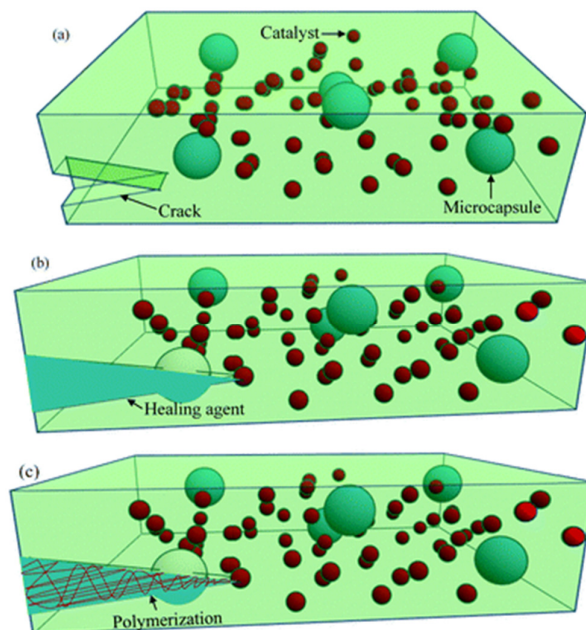 (a)
Catalyst
Crack
Microcapsule
(b)
Healing agent
(c)
Polymerization